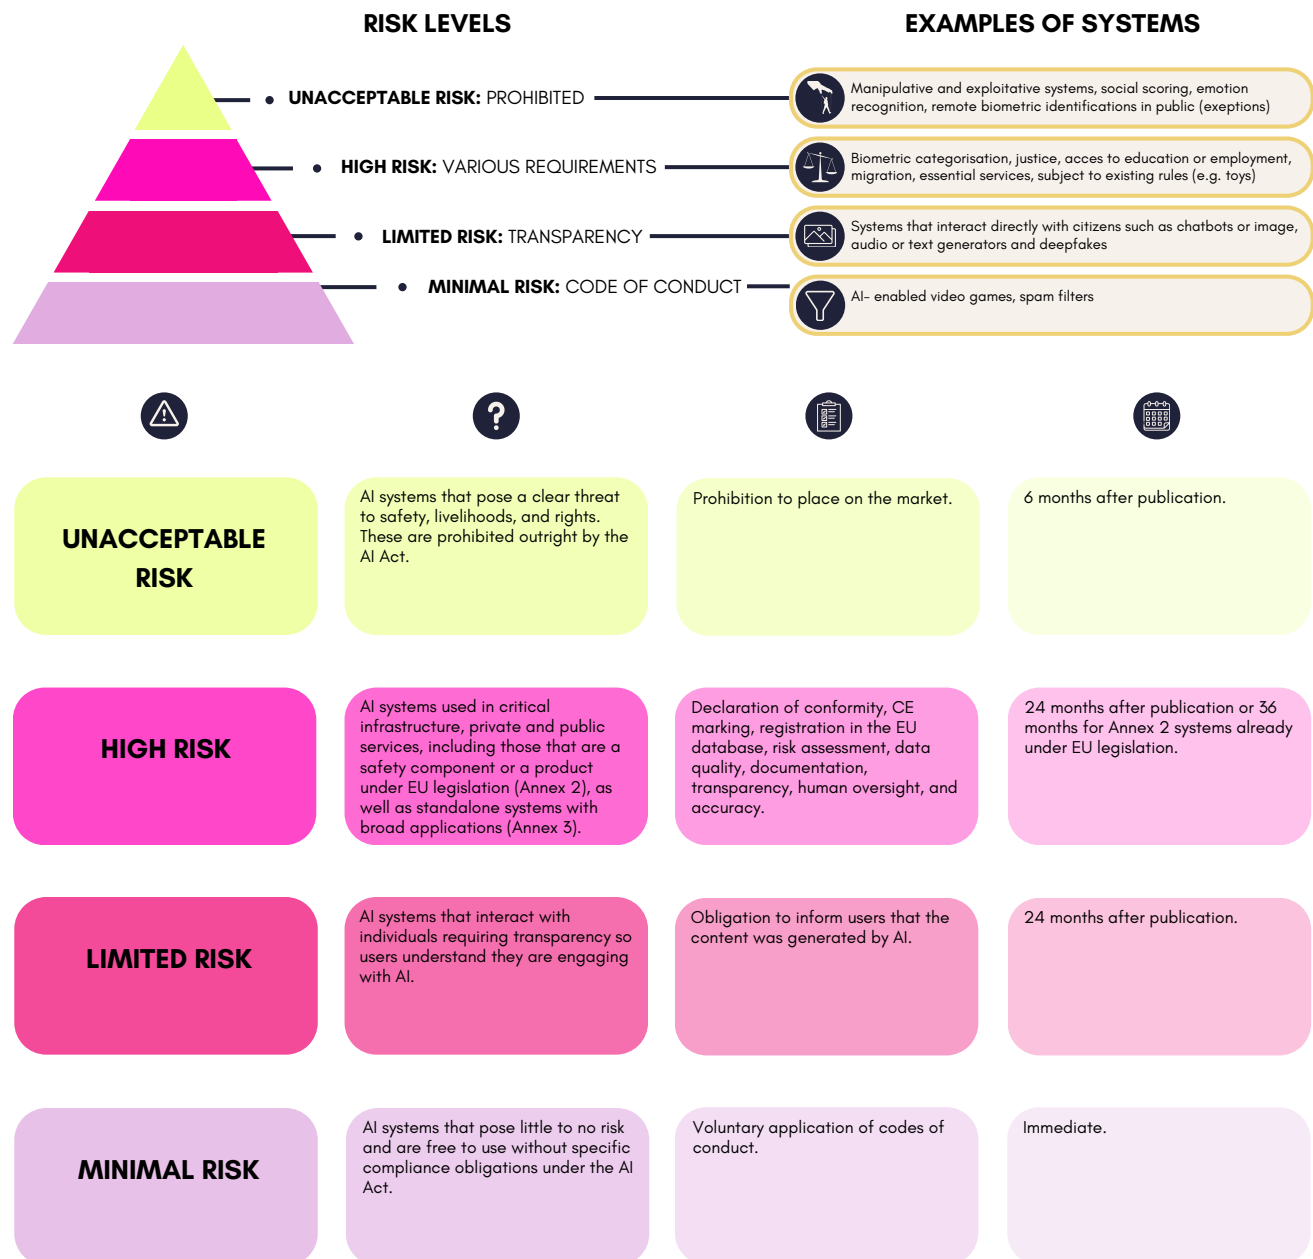 RISK LEVELS
EXAMPLES OF SYSTEMS
UNACCEPTABLE RISK: PROHIBITED
Manipulative and exploitative systems, social scoring, emotion
recognition, remote biometric identifications in public (exeptions)
HIGH RISK: VARIOUS REQUIREMENTS
Biometric categorisation, justice, acces to education or employment,
migration, essential services, subject to existing rules (e.g. toys)
LIMITED RISK: TRANSPARENCY
Systems that interact directly with citizens such as chatbots or image,
audio or text generators and deepfakes
MINIMAL RISK: CODE OF CONDUCT
AI- enabled video games, spam filters
UNACCEPTABLE
RISK
AI systems that pose a clear threat
to safety, livelihoods, and rights.
These are prohibited outright by the
AI Act.
Prohibition to place on the market.
6 months after publication.
HIGH RISK
AI systems used in critical
infrastructure, private and public
services, including those that are a
safety component or a product
under EU legislation (Annex 2), as
well as standalone systems with
broad applications (Annex 3).
Declaration of conformity, CE
marking, registration in the EU
database, risk assessment, data
quality, documentation,
transparency, human oversight, and
accuracy.
24 months after publication or 36
months for Annex 2 systems already
under EU legislation.
LIMITED RISK
AI systems that interact with
individuals requiring transparency so
users understand they are engaging
with AI.
Obligation to inform users that the
content was generated by AI.
24 months after publication.
MINIMAL RISK
AI systems that pose little to no risk
and are free to use without specific
compliance obligations under the AI
Act.
Voluntary application of codes of
conduct.
Immediate.